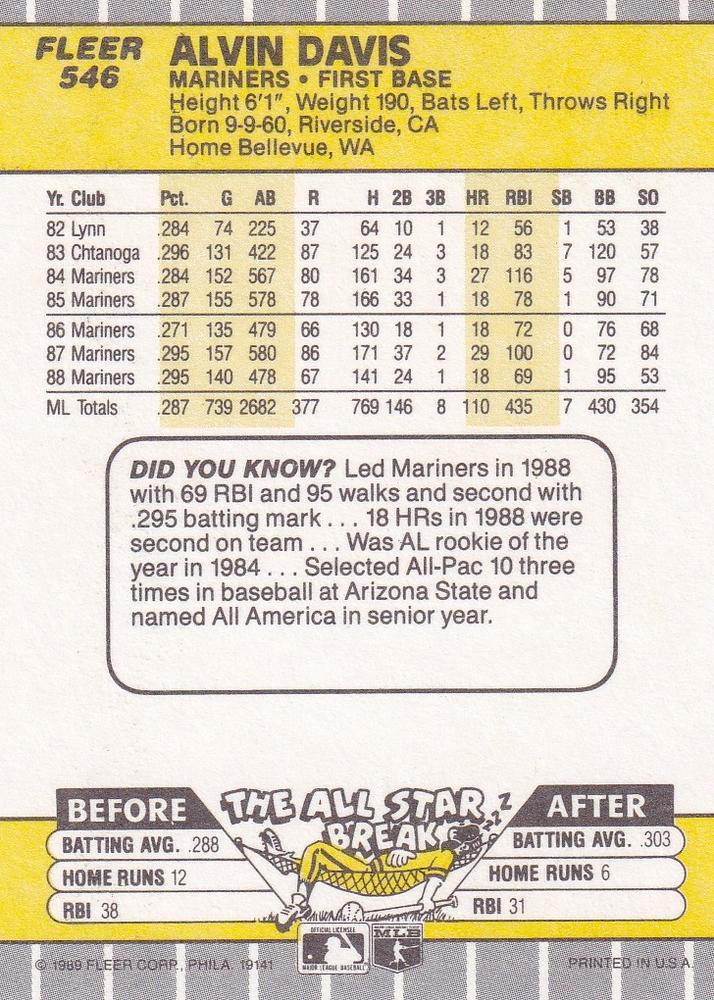 FLEER
546
ALVIN DAVIS
MARINERS • FIRST BASE
Height 6'1", Weight 190, Bats Left, Throws Right
Born 9-9-60, Riverside, CA
Home Bellevue, WA
Yr. Club Pct. G AB R H 2B 3B HR RBI SB BB SO
82 Lynn .284 74 225 37 64 10 1 12 56 1 53 38
83 Chtanoga .296 131 422 87 125 24 3 18 83 7 120 57
84 Mariners .284 152 567 80 161 34 3 27 116 5 97 78
85 Mariners .287 155 578 78 166 33 1 18 78 1 90 71
86 Mariners .271 135 479 66 130 18 1 18 72 0 76 68
87 Mariners .295 157 580 86 171 37 2 29 100 0 72 84
88 Mariners .295 140 478 67 141 24 1 18 69 1 95 53
ML Totals .287 739 2682 377 769 146 8 110 435 7 430 354
DID YOU KNOW? Led Mariners in 1988
with 69 RBI and 95 walks and second with
.295 batting mark . . . 18 HRs in 1988 were
second on team . . . Was AL rookie of the
year in 1984 . . . Selected All-Pac 10 three
times in baseball at Arizona State and
named All America in senior year.
THE ALL STAR
BREAK
ZZZ
BEFORE
BATTING AVG. .288
HOME RUNS 12
RBI 38
AFTER
BATTING AVG. .303
HOME RUNS 6
RBI 31
OFFICIAL LICENSEE
MAJOR LEAGUE BASEBALL
MLB
© 1989 FLEER CORP., PHILA. 19141
PRINTED IN U.S.A.